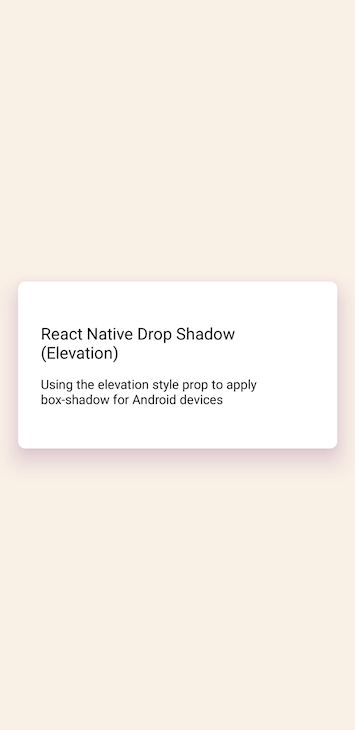 React Native Drop Shadow
(Elevation)
Using the elevation style prop to apply
box-shadow for Android devices